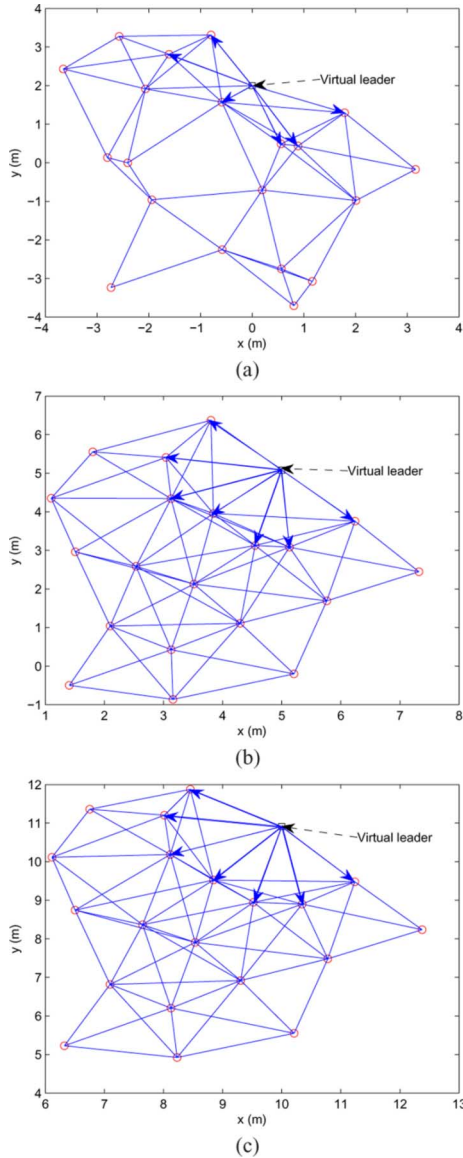 4
3
2
Virtual leader
1
y (m)
0
−1
−2
−3
−4
−4 −3 −2 −1 0 1 2 3 4
x (m)
(a)
7
6
5
Virtual leader
4
y (m)
3
2
1
0
−1
1 2 3 4 5 6 7 8
x (m)
(b)
12
11
Virtual leader
10
9
y (m)
8
7
6
5
4
6 7 8 9 10 11 12 13
x (m)
(c)